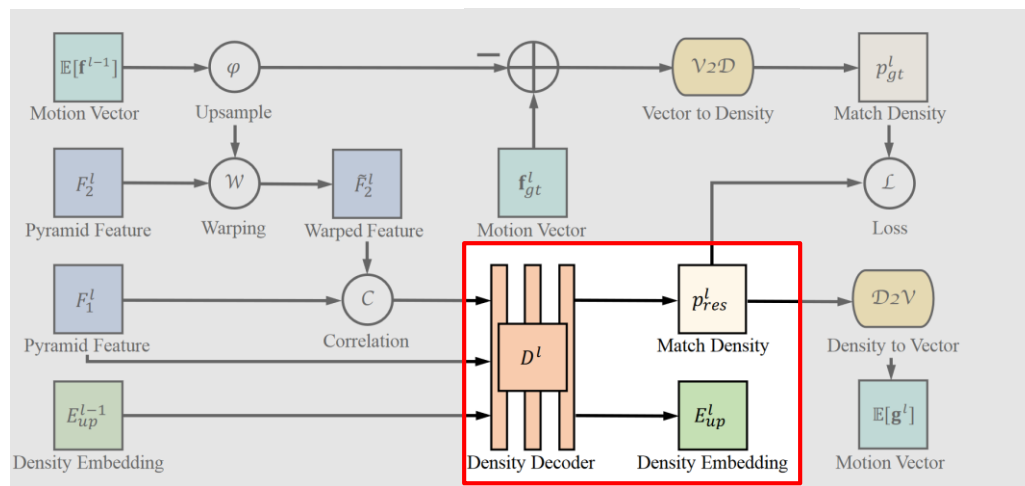 𝔼[𝐟^{l−1}]
Motion Vector
φ
Upsample
−
𝒱2𝒟
Vector to Density
p^l_{gt}
Match Density
F^l_2
Pyramid Feature
𝒲
Warping
F̃^l_2
Warped Feature
𝐟^l_{gt}
Motion Vector
ℒ
Loss
F^l_1
Pyramid Feature
C
Correlation
D^l
Density Decoder
p^l_{res}
Match Density
𝒟2𝒱
Density to Vector
E^{l−1}_{up}
Density Embedding
E^l_{up}
Density Embedding
𝔼[𝐠^l]
Motion Vector